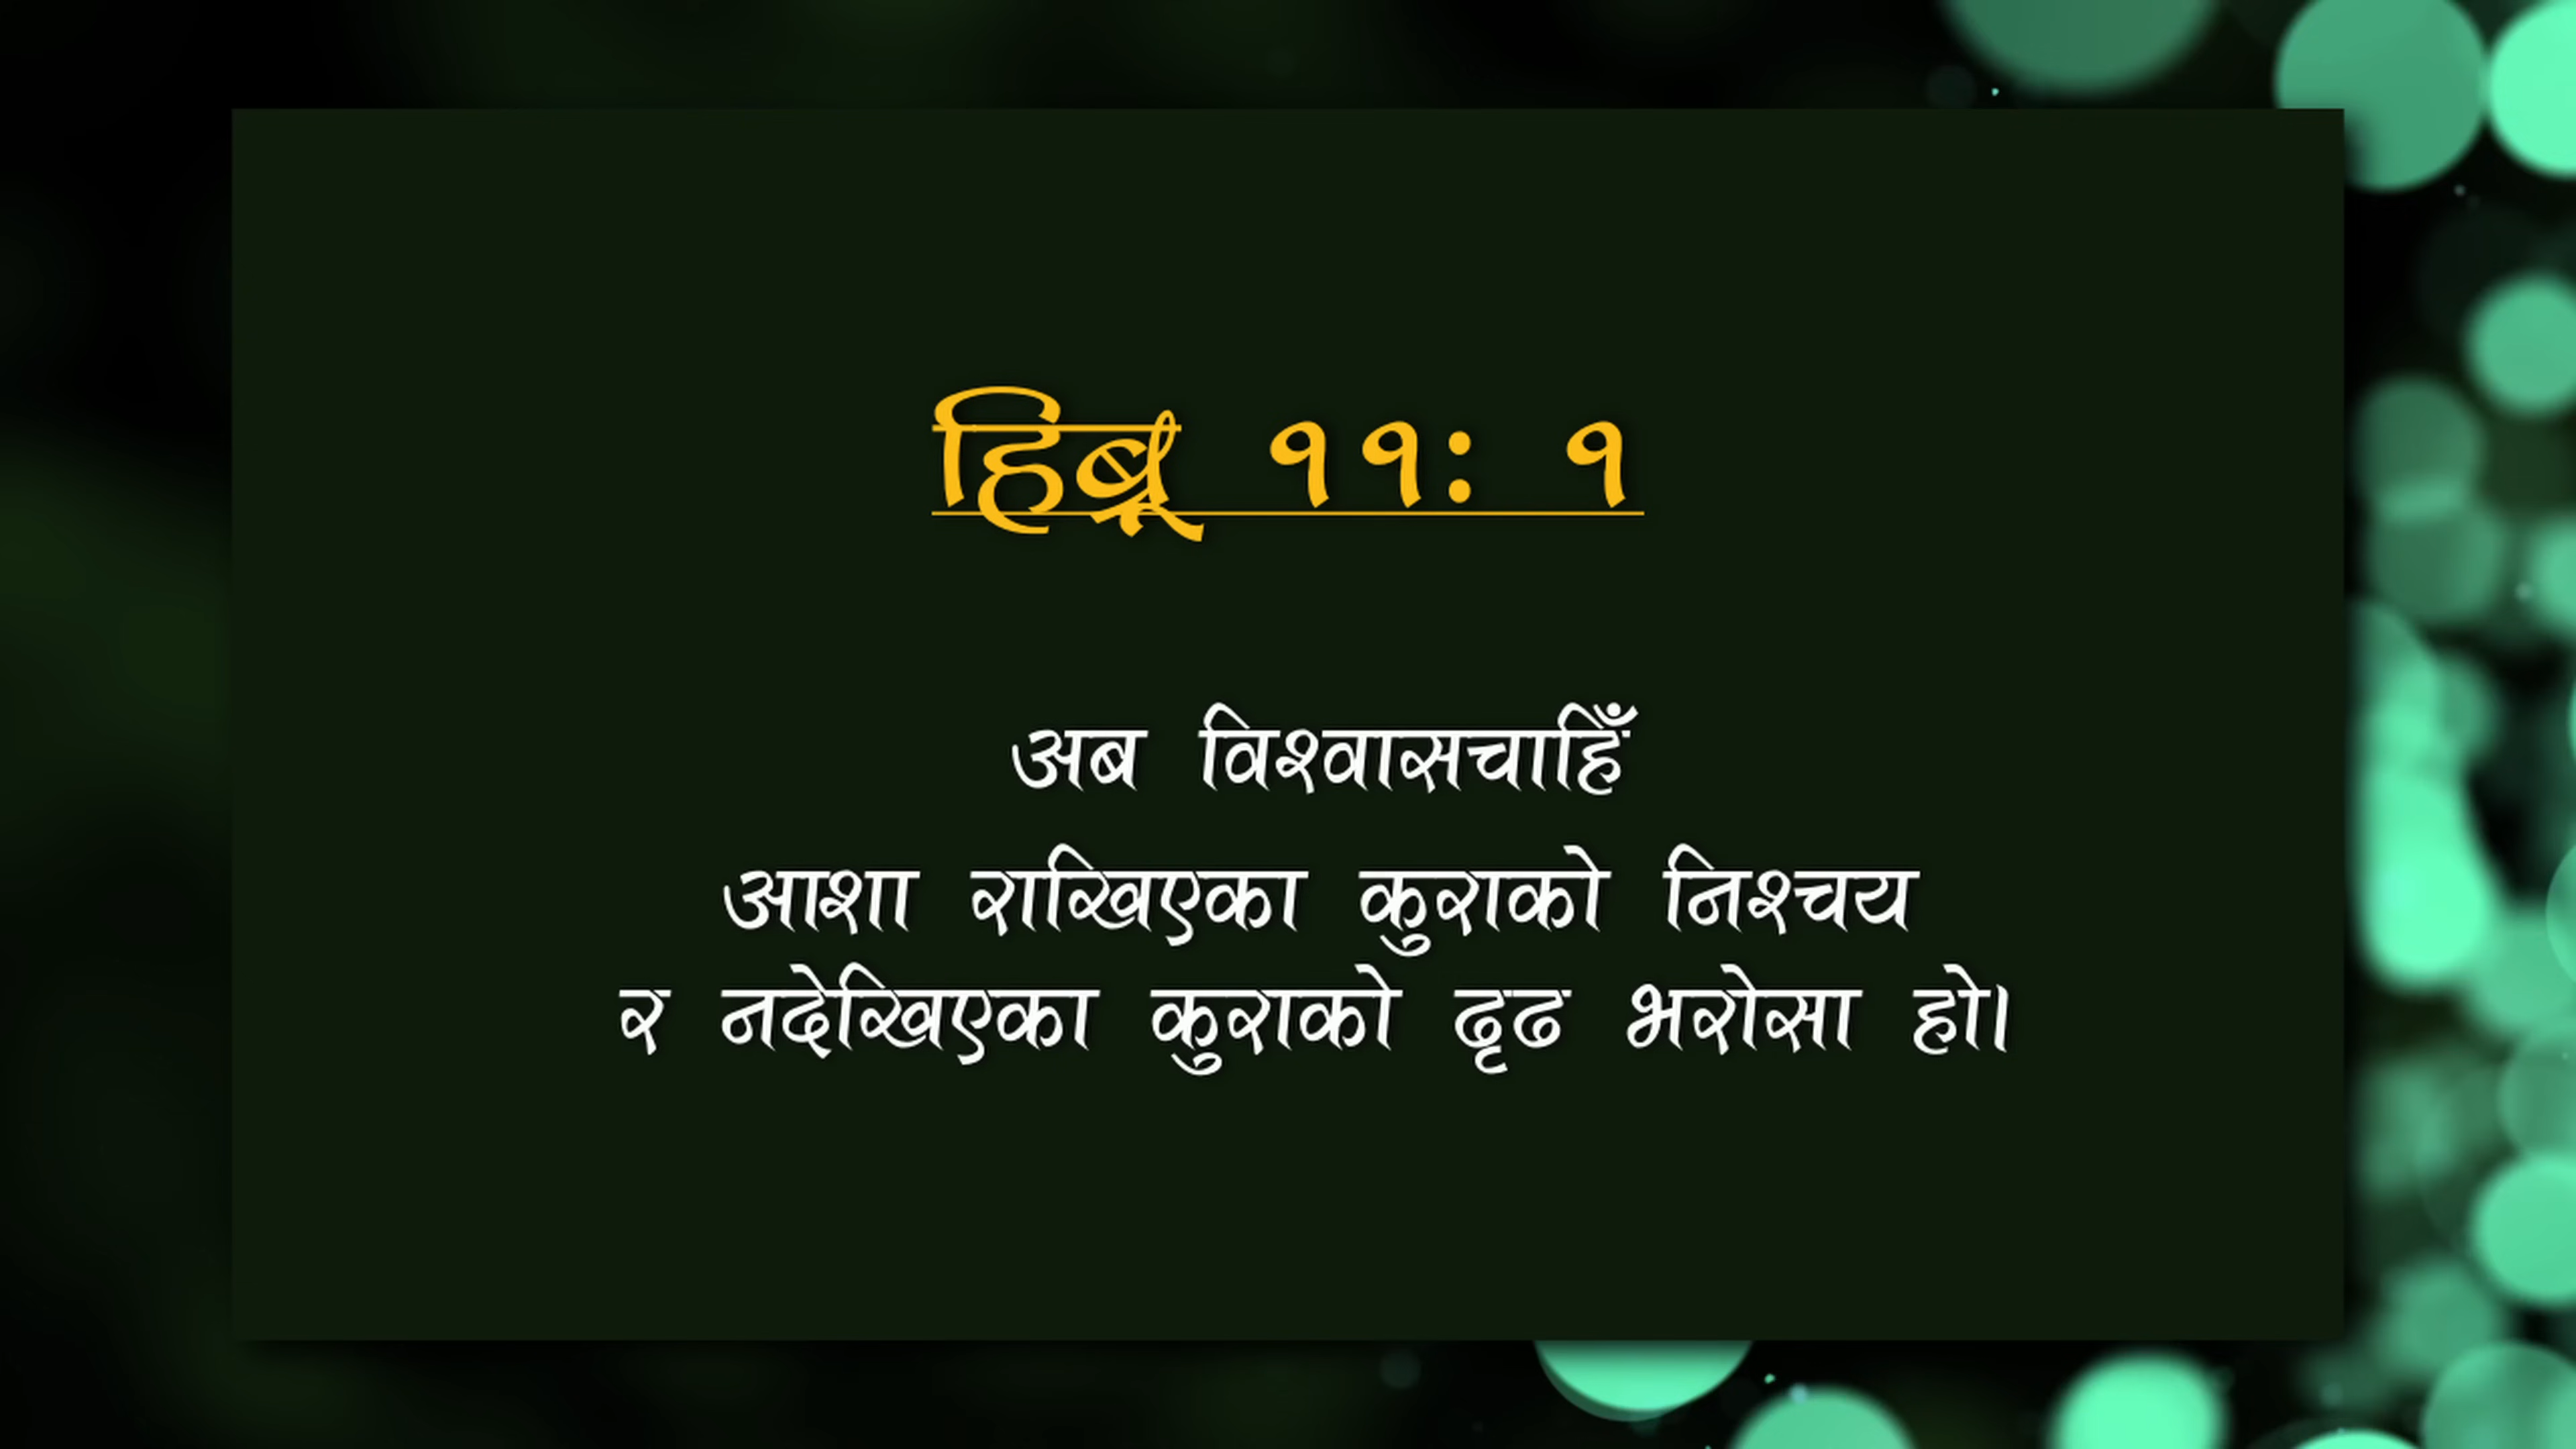 हिब्रू ११: १
अब विश्वासचाहिँ
आशा राखिएका कुराको निश्चय
र नदेखिएका कुराको दृढ भरोसा हो।